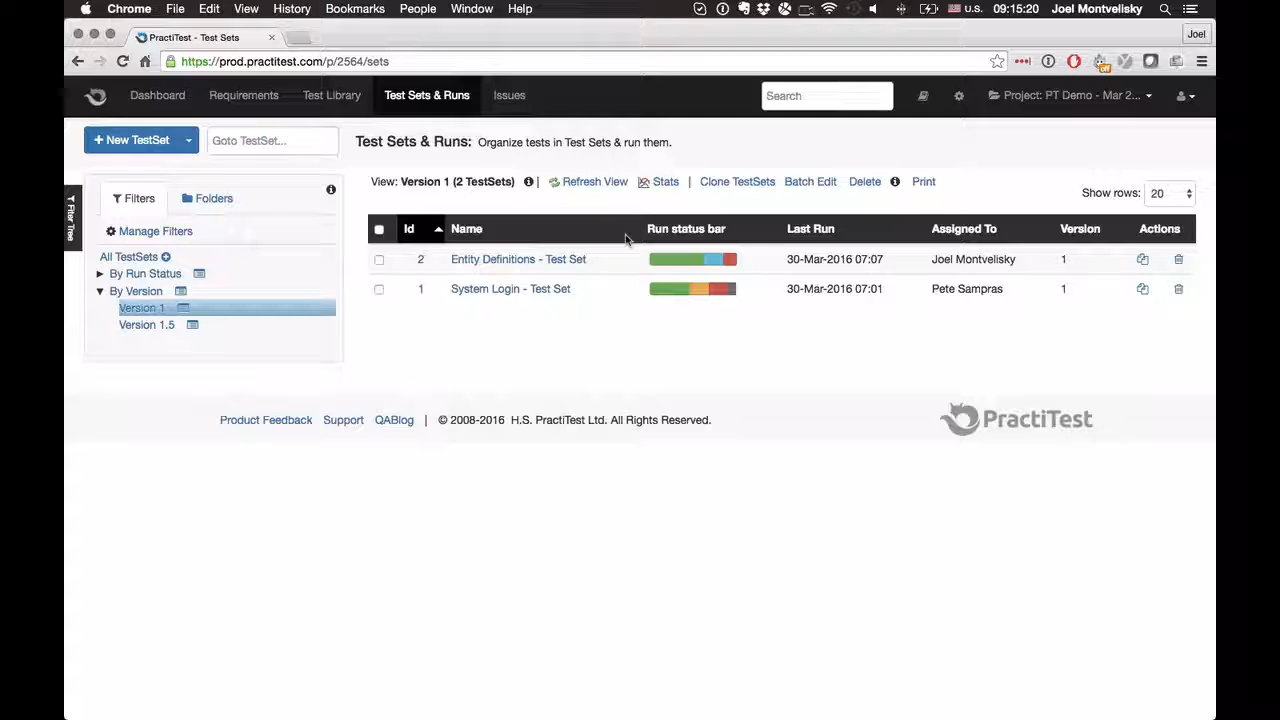 Chrome File Edit View History Bookmarks People Window Help U.S. 09:15:20 Joel Montvelisky
PractiTest - Test Sets Joel
https://prod.practitest.com/p/2564/sets
Dashboard Requirements Test Library Test Sets & Runs Issues Search Project: PT Demo - Mar 2...
+ New TestSet Goto TestSet... Test Sets & Runs: Organize tests in Test Sets & run them.
View: Version 1 (2 TestSets) | Refresh View Stats | Clone TestSets Batch Edit Delete Print Show rows: 20
Filter Tree
Filters Folders
Manage Filters
All TestSets
By Run Status
By Version
Version 1
Version 1.5
Id Name Run status bar Last Run Assigned To Version Actions
2 Entity Definitions - Test Set 30-Mar-2016 07:07 Joel Montvelisky 1
1 System Login - Test Set 30-Mar-2016 07:01 Pete Sampras 1
Product Feedback Support QABlog | © 2008-2016 H.S. PractiTest Ltd. All Rights Reserved. PractiTest